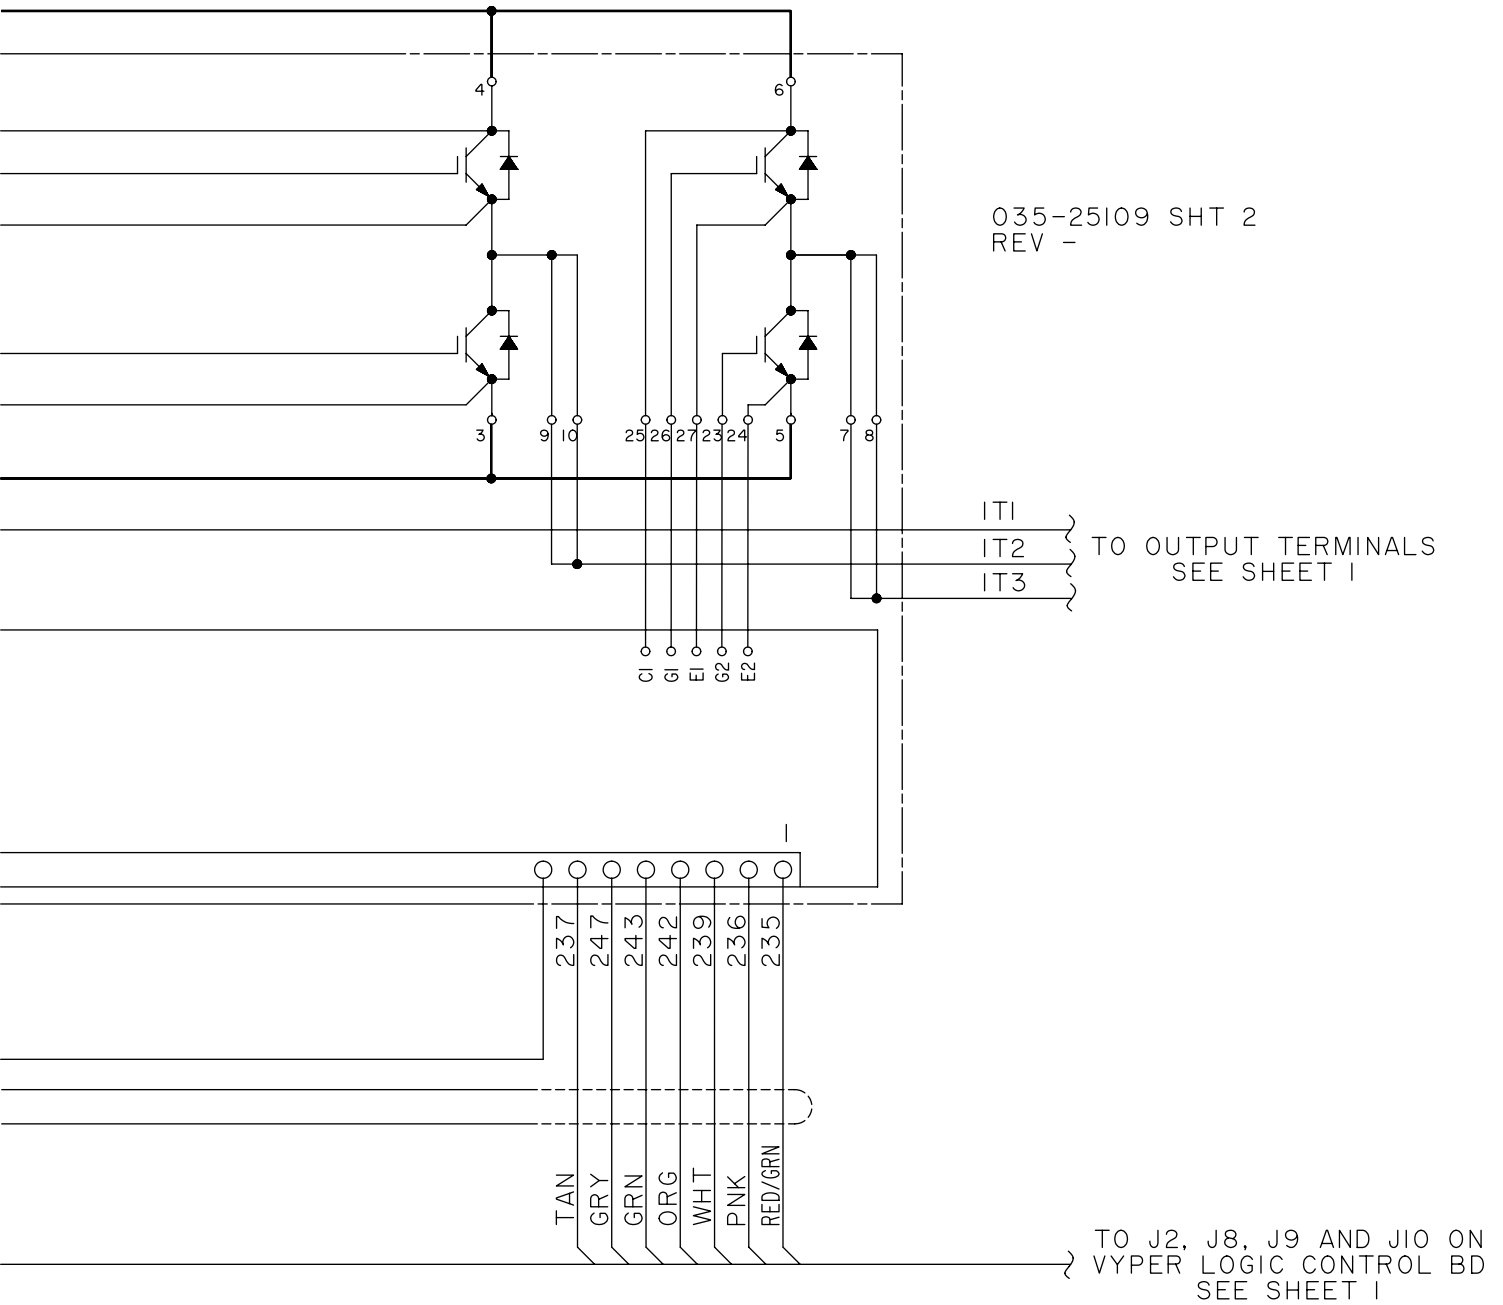 4
6
035-25109 SHT 2
REV -
3
9
10
25
26
27
23
24
5
7
8
1T1
1T2
1T3
TO OUTPUT TERMINALS
SEE SHEET 1
C1
G1
E1
G2
E2
1
237
247
243
242
239
236
235
TAN
GRY
GRN
ORG
WHT
PNK
RED/GRN
TO J2, J8, J9 AND J10 ON
VYPER LOGIC CONTROL BD
SEE SHEET 1